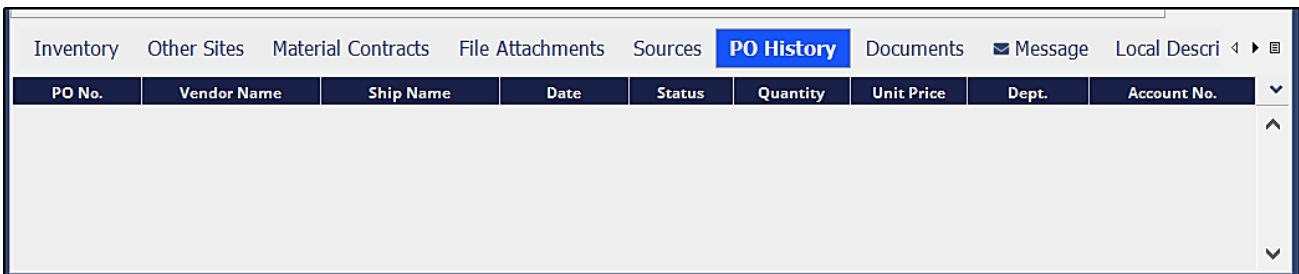 Inventory Other Sites Material Contracts File Attachments Sources PO History Documents Message Local Descri
PO No. Vendor Name Ship Name Date Status Quantity Unit Price Dept. Account No.